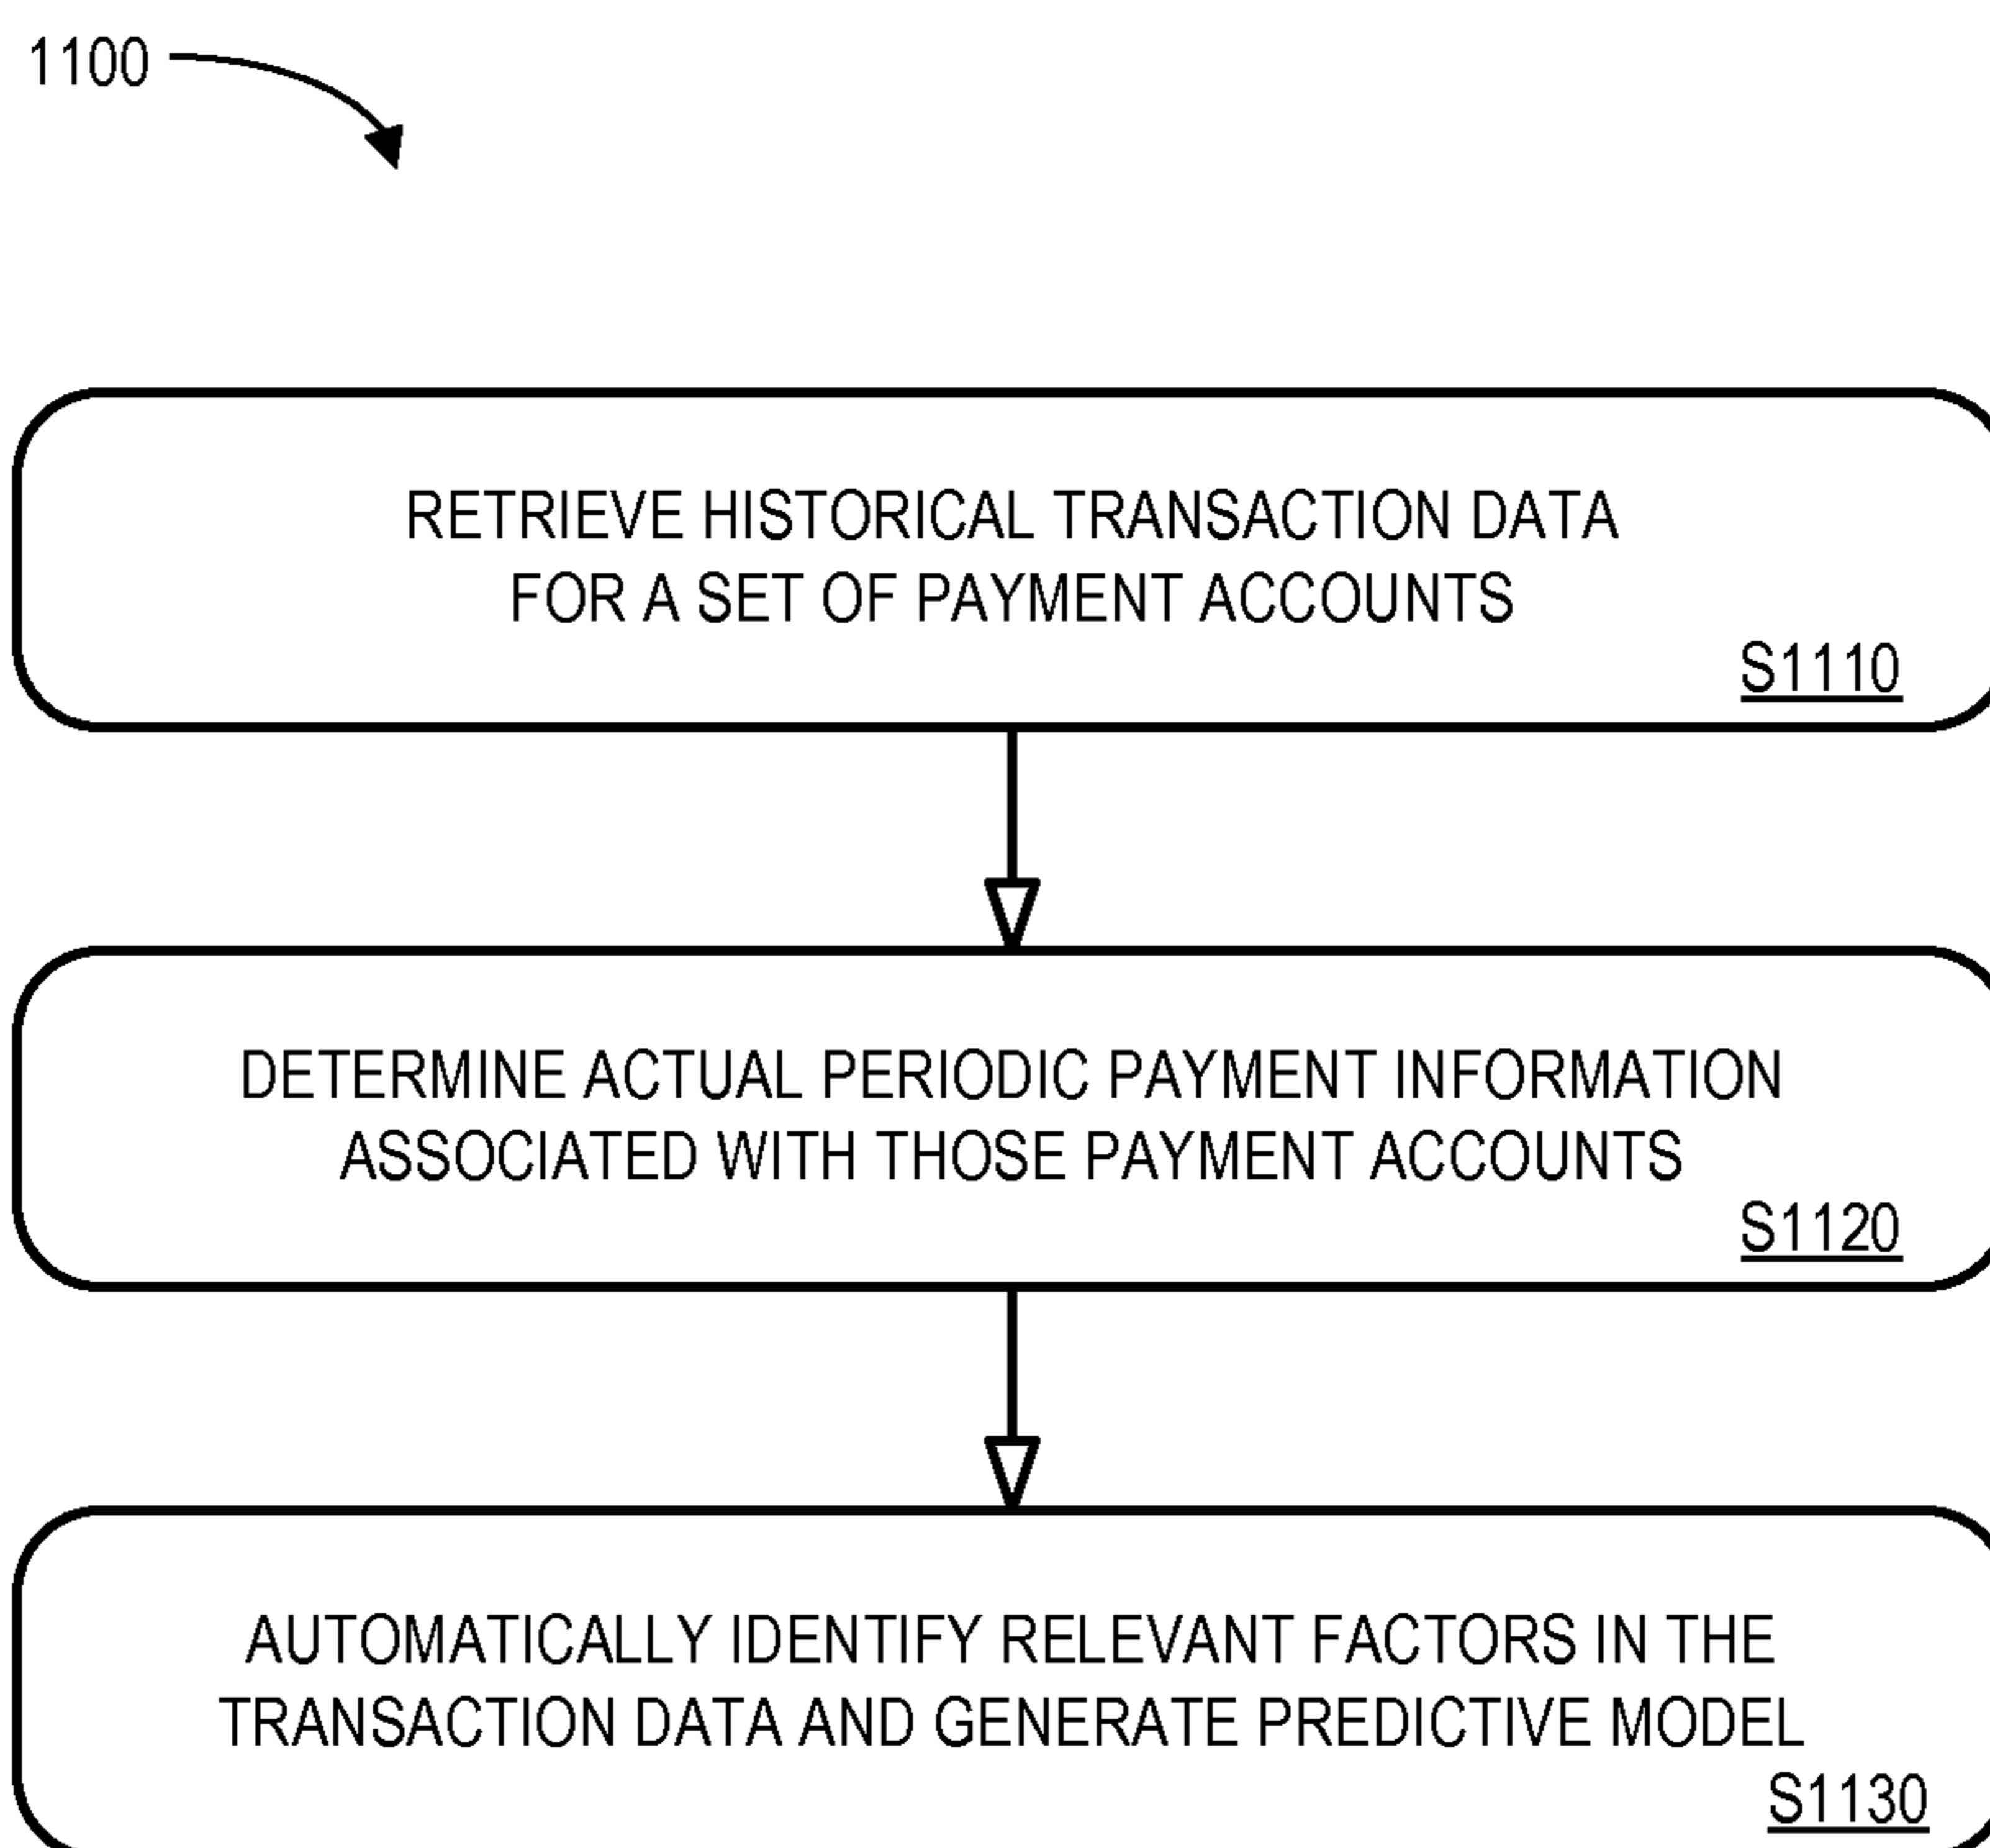 1100
RETRIEVE HISTORICAL TRANSACTION DATA
FOR A SET OF PAYMENT ACCOUNTS
S1110
DETERMINE ACTUAL PERIODIC PAYMENT INFORMATION
ASSOCIATED WITH THOSE PAYMENT ACCOUNTS
S1120
AUTOMATICALLY IDENTIFY RELEVANT FACTORS IN THE
TRANSACTION DATA AND GENERATE PREDICTIVE MODEL
S1130